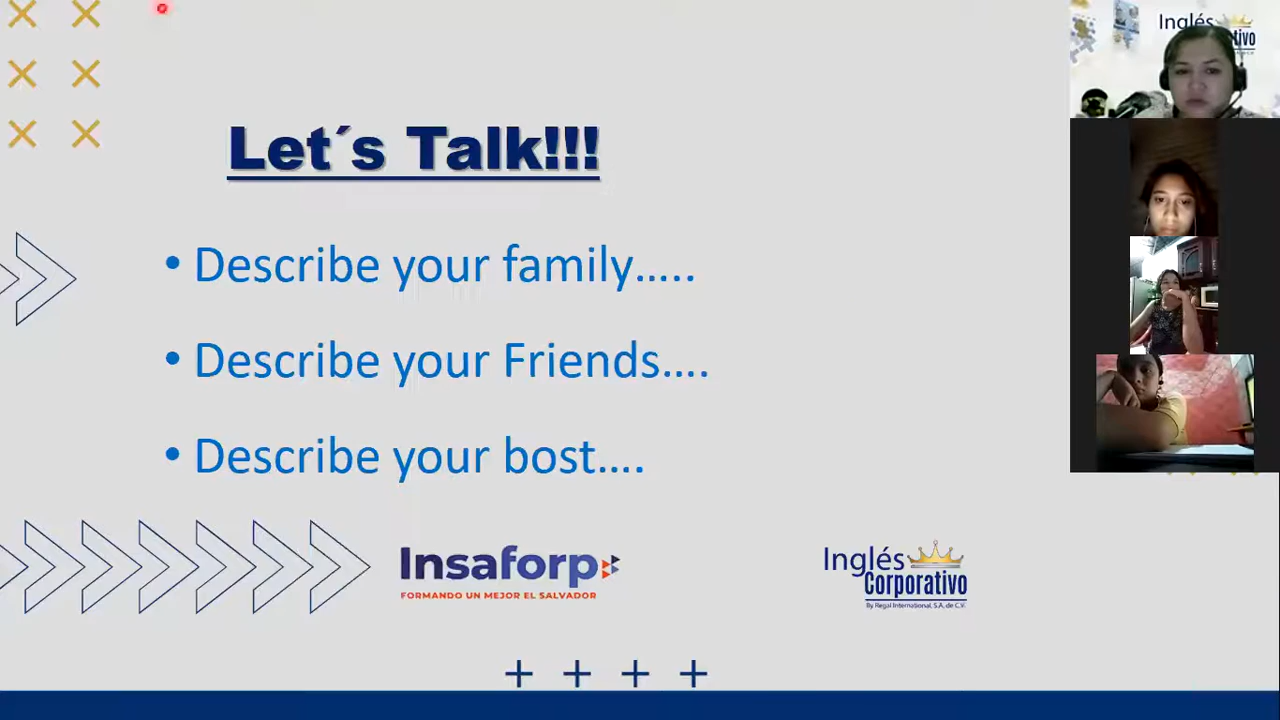 Let´s Talk!!!
• Describe your family…..
• Describe your Friends….
• Describe your bost….
Insaforp
FORMANDO UN MEJOR EL SALVADOR
Inglés
Corporativo
By Regal International, S.A. de C.V.
Inglés
tivo